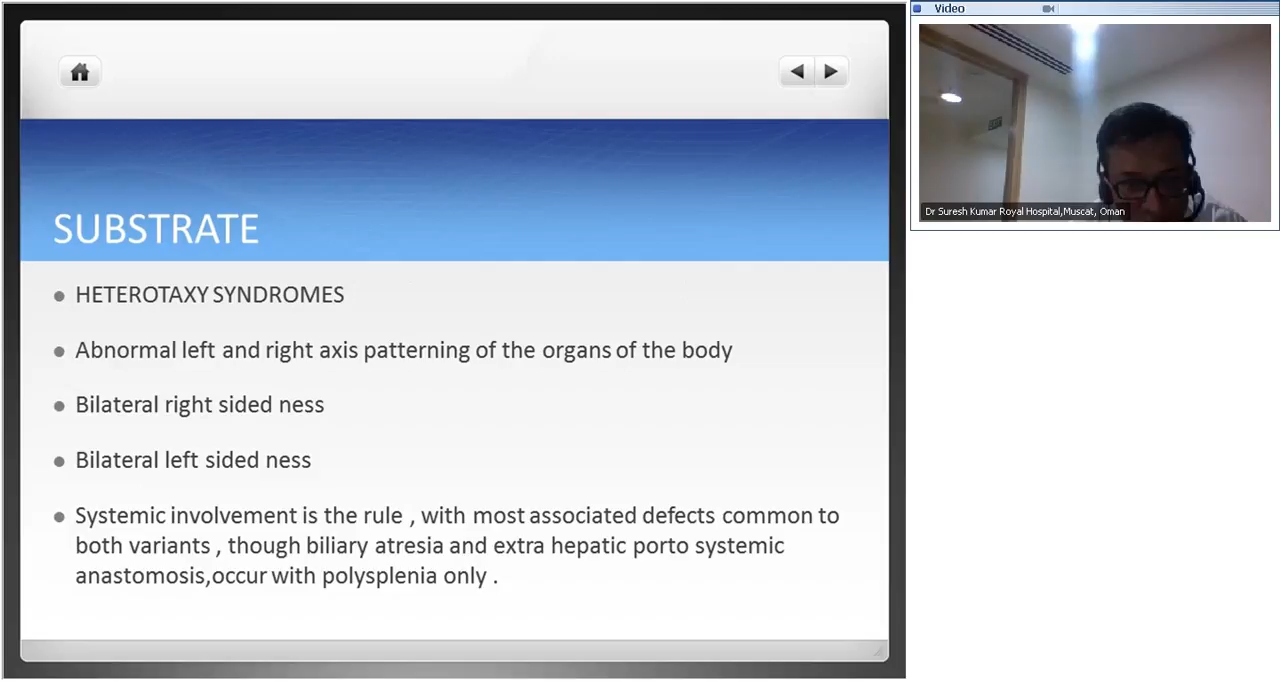 Video
SUBSTRATE
HETEROTAXY SYNDROMES
Abnormal left and right axis patterning of the organs of the body
Bilateral right sided ness
Bilateral left sided ness
Systemic involvement is the rule , with most associated defects common to
both variants , though biliary atresia and extra hepatic porto systemic
anastomosis,occur with polysplenia only .
EXIT
Dr Suresh Kumar Royal Hospital,Muscat, Oman